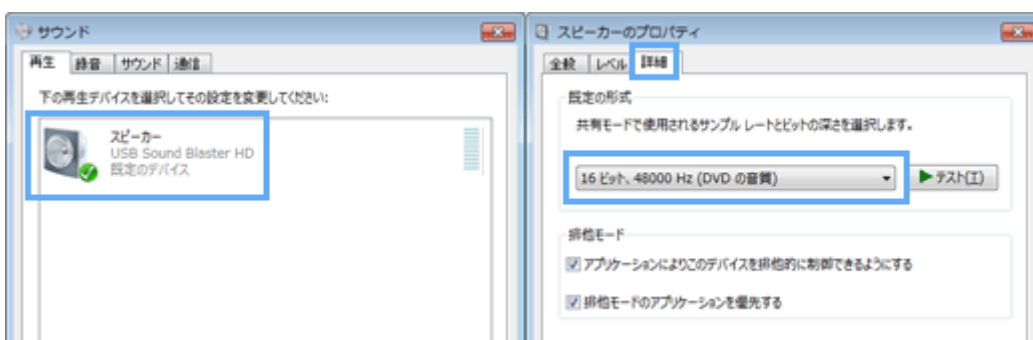 サウンド
再生 録音 サウンド 通信
下の再生デバイスを選択してその設定を変更してください:
スピーカー
USB Sound Blaster HD
既定のデバイス
スピーカーのプロパティ
全般 レベル 詳細
既定の形式
共有モードで使用されるサンプル レートとビットの深さを選択します。
16 ビット、48000 Hz (DVD の音質)
テスト(T)
排他モード
アプリケーションによりこのデバイスを排他的に制御できるようにする
排他モードのアプリケーションを優先する